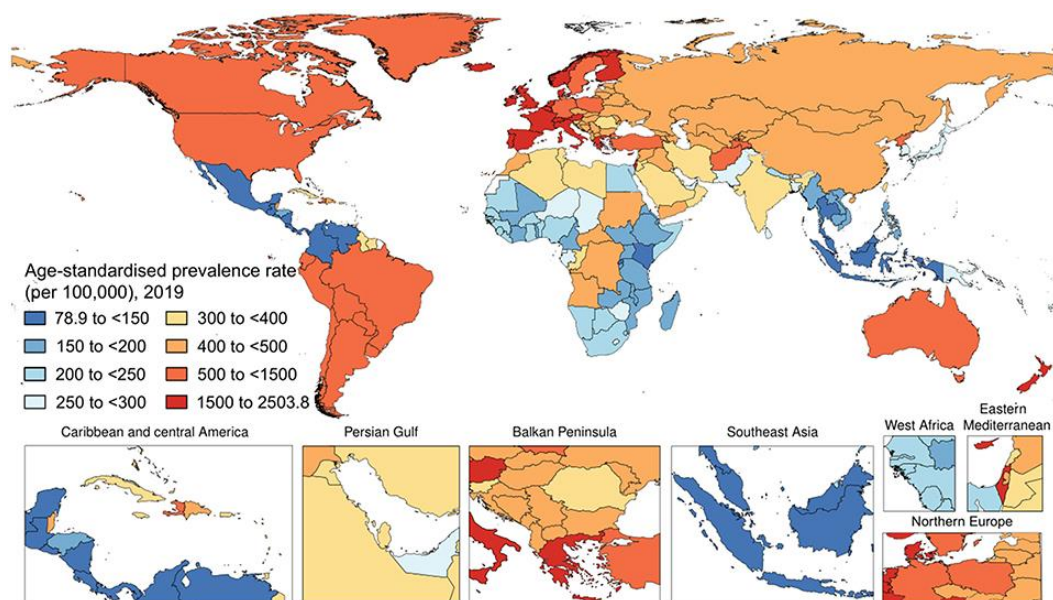 Age-standardised prevalence rate
(per 100,000), 2019
78.9 to <150
300 to <400
150 to <200
400 to <500
200 to <250
500 to <1500
250 to <300
1500 to 2503.8
Caribbean and central America
Persian Gulf
Balkan Peninsula
Southeast Asia
West Africa
Eastern
Mediterranean
Northern Europe